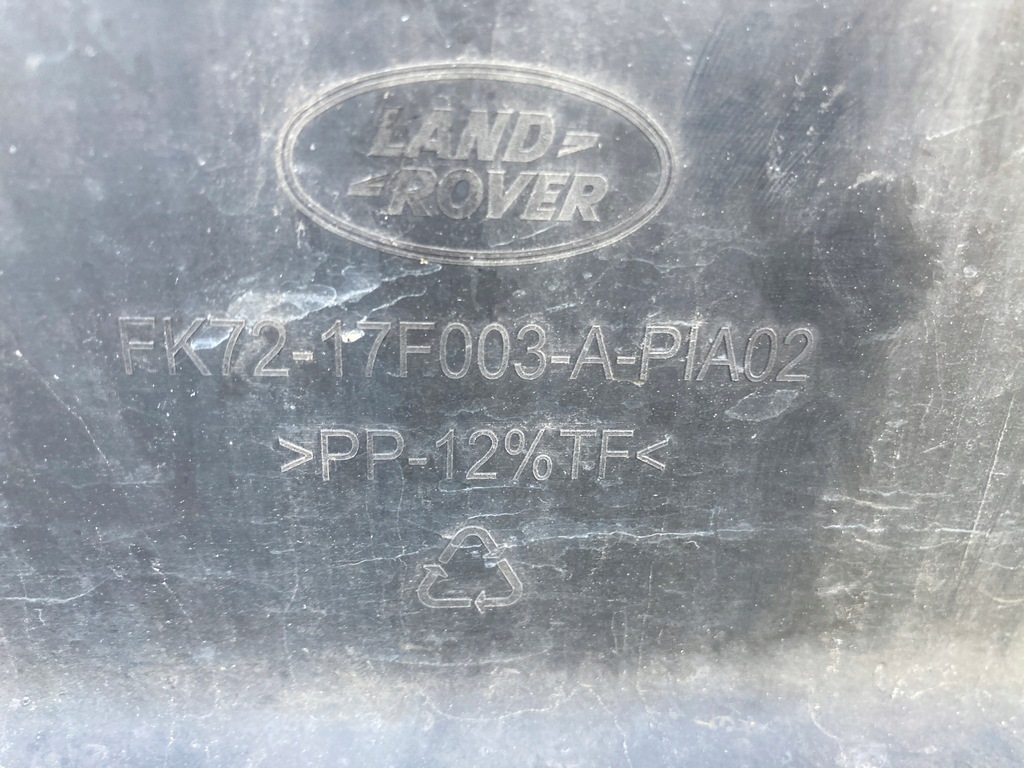 LAND
ROVER
FK72-17F003-A-PIA02
>PP-12%TF<